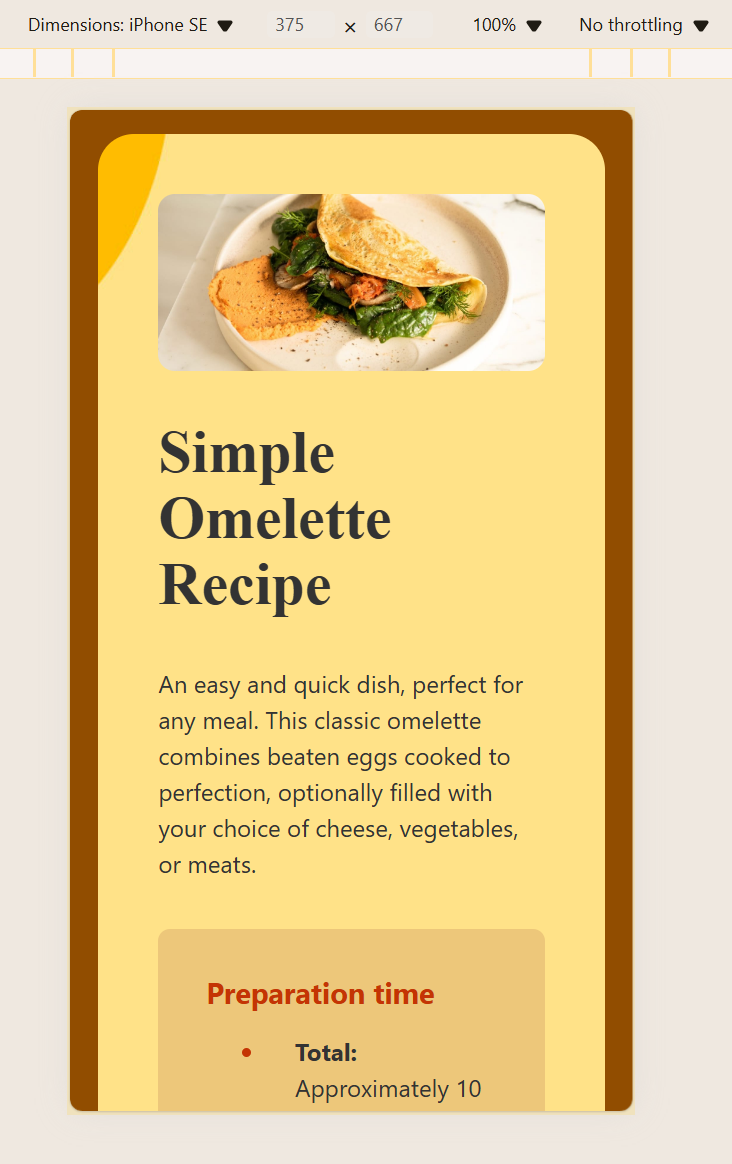 Dimensions: iPhone SE ▼ 375 × 667 100% ▼ No throttling ▼
Simple
Omelette
Recipe
An easy and quick dish, perfect for
any meal. This classic omelette
combines beaten eggs cooked to
perfection, optionally filled with
your choice of cheese, vegetables,
or meats.
Preparation time
• Total:
Approximately 10